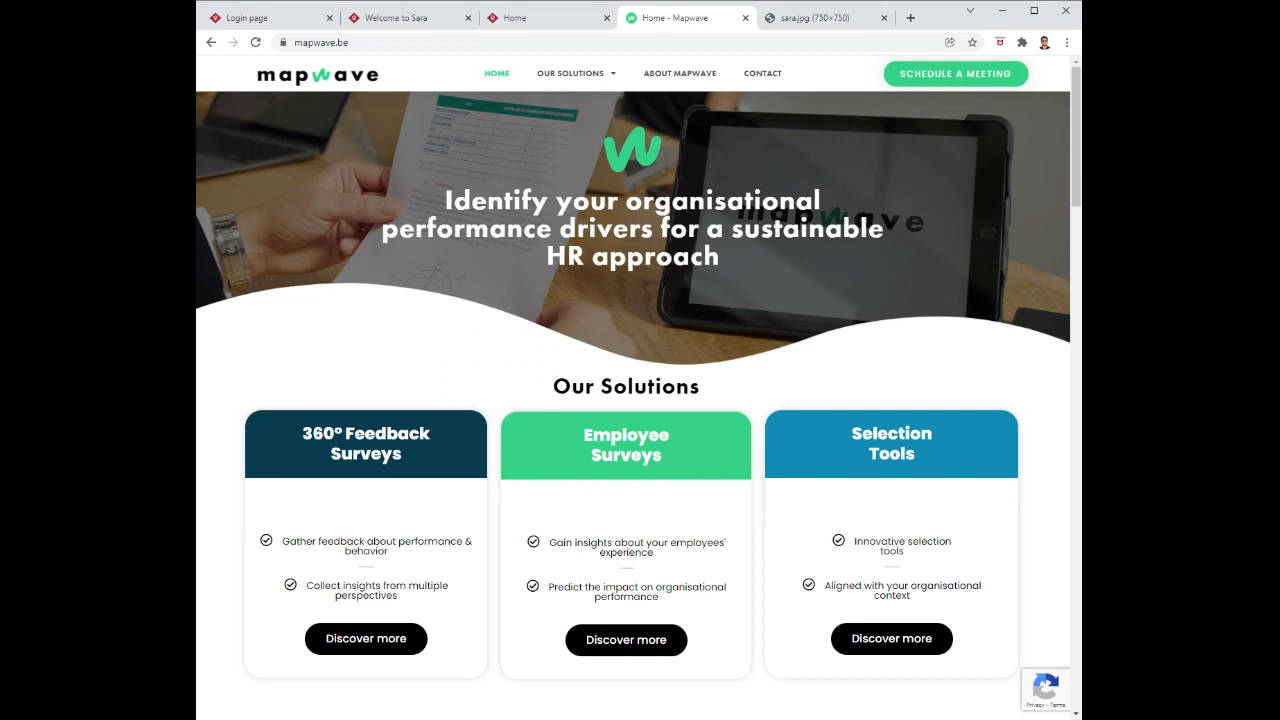 Login page
Welcome to Sara
Home
Home - Mapwave
sara.jpg (750×750)
mapwave.be
mapwave
HOME
OUR SOLUTIONS
ABOUT MAPWAVE
CONTACT
SCHEDULE A MEETING
mapwave
Identify your organisational
performance drivers for a sustainable
HR approach
Our Solutions
360° Feedback
Surveys
Gather feedback about performance &
behavior
Collect insights from multiple
perspectives
Discover more
Employee
Surveys
Gain insights about your employees'
experience
Predict the impact on organisational
performance
Discover more
Selection
Tools
Innovative selection
tools
Aligned with your organisational
context
Discover more
Privacy - Terms